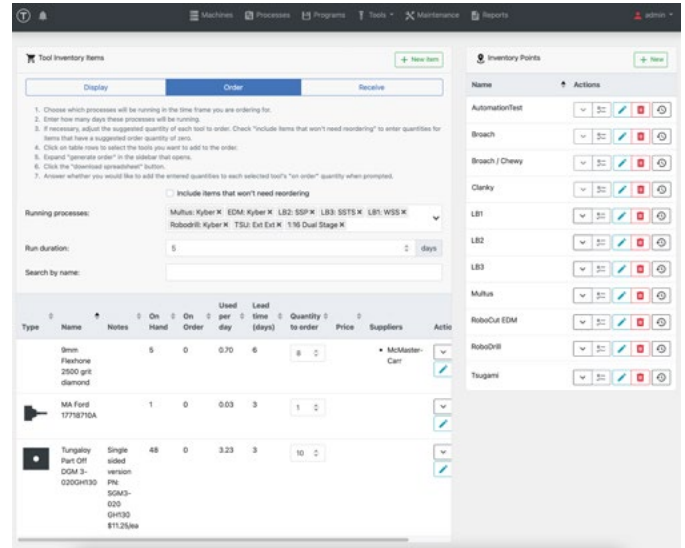 T
Machines Processes Programs Tools Maintenance Reports admin
Tool Inventory Items
+ New Item
Display Order Receive
1. Choose which processes will be running in the time frame you are ordering for.
2. Enter how many days these processes will be running.
3. If necessary, adjust the suggested quantity of each tool to order. Check "include items that won't need reordering" to enter quantities for
items that have a suggested order quantity of zero.
4. Click on table rows to select the tools you want to add to the order.
5. Expand "generate order" in the sidebar that opens.
6. Click the "download spreadsheet" button.
7. Answer whether you would like to add the entered quantities to each selected tool's "on order" quantity when prompted.
Include items that won't need reordering
Running processes:
Multus: Kyber × EDM: Kyber × LB2: SSP × LB3: SSTS × LB1: WSS ×
Robodrill: Kyber × TSU: Ext Ext × 1:16 Dual Stage ×
Run duration: 5 days
Search by name:
Type Name Notes On Hand On Order Used per day Lead time (days) Quantity to order Price Suppliers Actio
9mm Flexhone 2500 grit diamond 5 0 0.70 6 8 • McMaster-Carr
MA Ford 17718710A 1 0 0.03 3 1
Tungaloy Part Off DGM 3-020GH130 Single sided version PN: SGM3-020 GH130 $11.25/ea 48 0 3.23 3 10
Inventory Points
+ New
Name Actions
AutomationTest
Broach
Broach / Chewy
Clanky
LB1
LB2
LB3
Multus
RoboCut EDM
RoboDrill
Tsugami